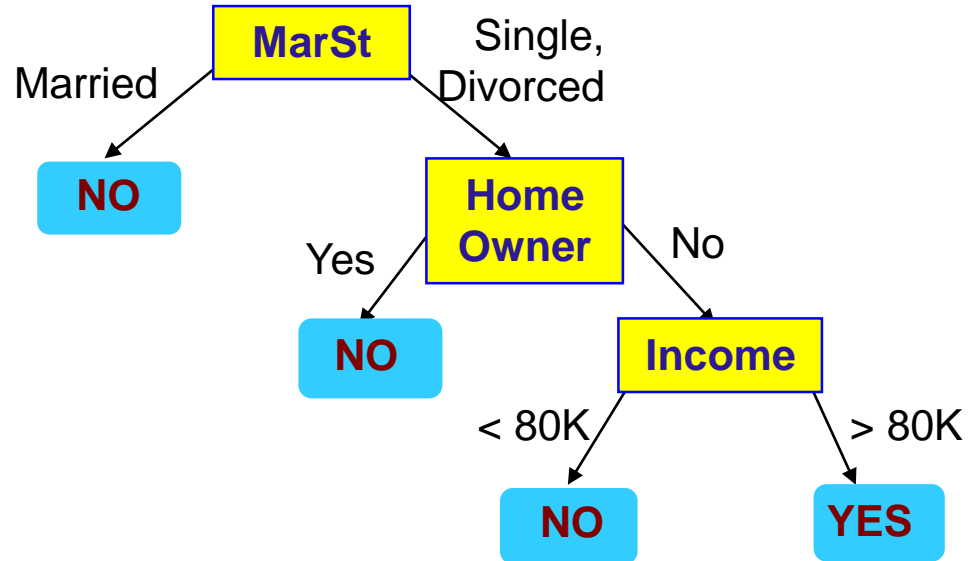 MarSt
Single,
Divorced
Married
NO
Home
Owner
Yes
No
NO
Income
< 80K
> 80K
NO
YES